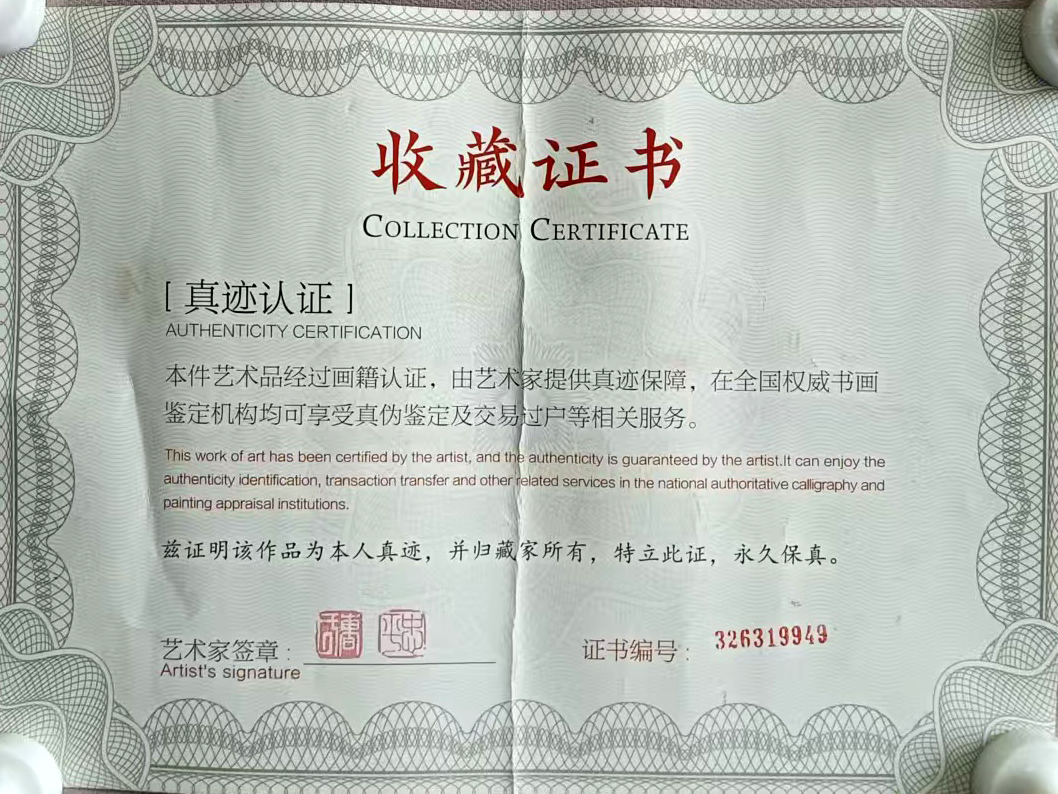 收藏证书
COLLECTION CERTIFICATE
[ 真迹认证 ]
AUTHENTICITY CERTIFICATION
本件艺术品经过画籍认证，由艺术家提供真迹保障，在全国权威书画
鉴定机构均可享受真伪鉴定及交易过户等相关服务。
This work of art has been certified by the artist, and the authenticity is guaranteed by the artist.It can enjoy the
authenticity identification, transaction transfer and other related services in the national authoritative calligraphy and
painting appraisal institutions.
兹证明该作品为本人真迹，并归藏家所有，特立此证，永久保真。
艺术家签章：
Artist's signature
证书编号： 326319949